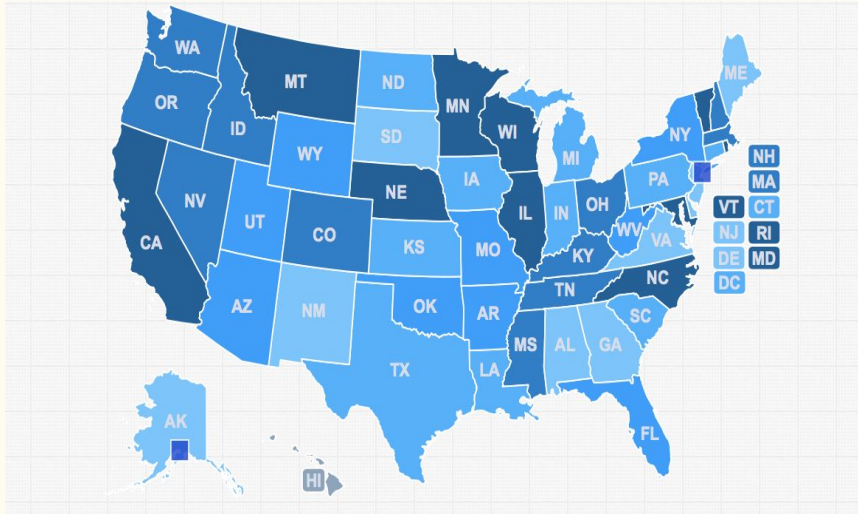 WA
MT
ND
MN
ME
OR
ID
SD
WI
NY
WY
MI
NH
MA
NV
NE
IA
PA
VT
CT
UT
CO
IL
IN
OH
NJ
RI
CA
KS
MO
WV
VA
DE
MD
KY
DC
AZ
NM
OK
AR
TN
NC
SC
TX
LA
MS
AL
GA
AK
FL
HI